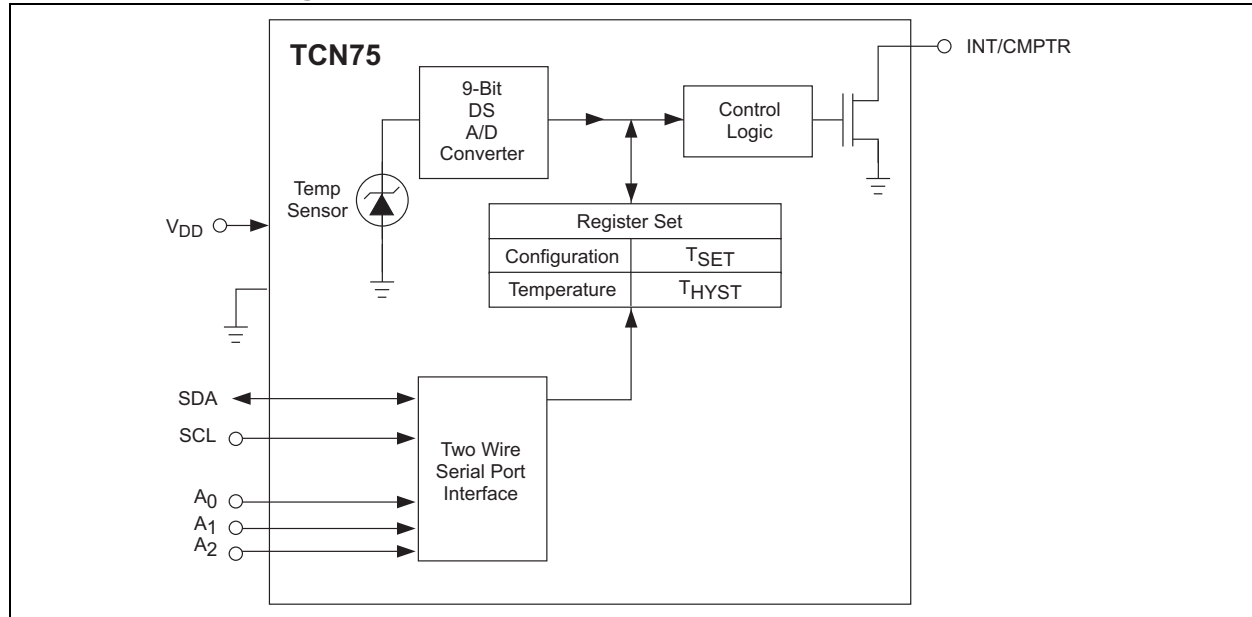 TCN75
INT/CMPTR
9-Bit
DS
A/D
Converter
Control
Logic
Temp
Sensor
VDD
Register Set
Configuration TSET
Temperature THYST
SDA
SCL
Two Wire
Serial Port
Interface
A0
A1
A2